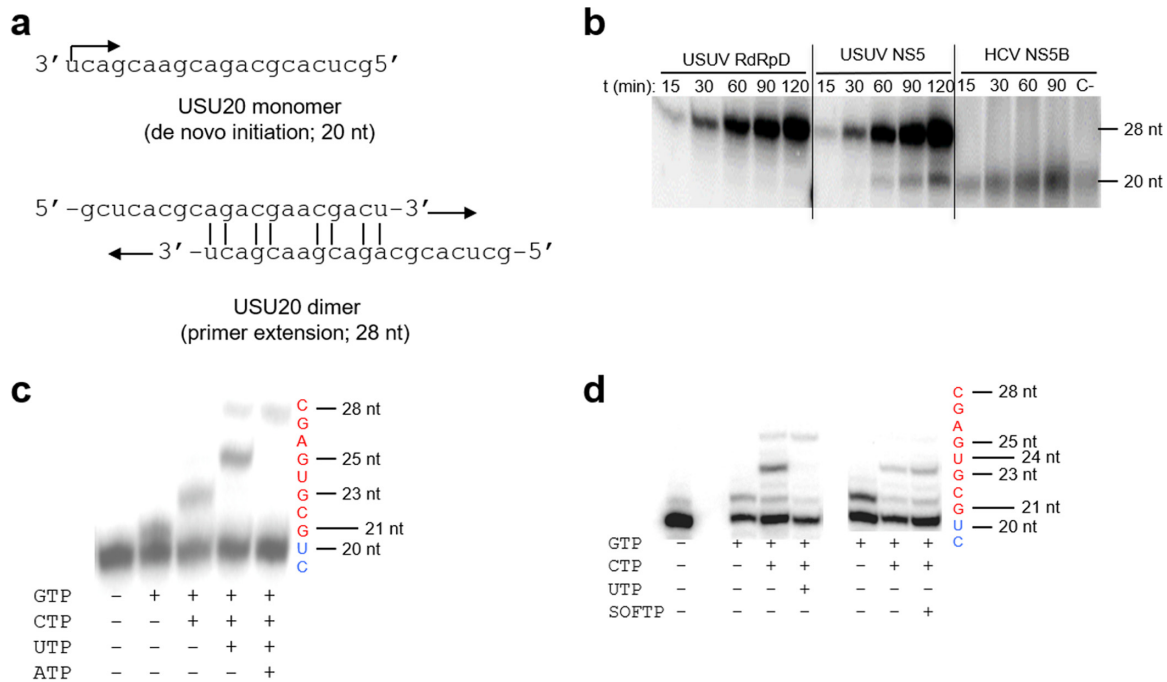 a
3′ucagcaagcagacgcacucg5′
USU20 monomer
(de novo initiation; 20 nt)
5′ -gcucacgcagacgaacgacu-3′
3′ -ucagcaagcagacgcacucg-5′
USU20 dimer
(primer extension; 28 nt)
b
USUV RdRpD USUV NS5 HCV NS5B
t (min): 15 30 60 90 120 15 30 60 90 120 15 30 60 90 C-
28 nt
20 nt
c
C 28 nt
G
A
G 25 nt
U
G 23 nt
C
G 21 nt
U 20 nt
C
GTP - + + + +
CTP - - + + +
UTP - - - + +
ATP - - - - +
d
C 28 nt
G
A
G 25 nt
U 24 nt
G 23 nt
C
G 21 nt
U 20 nt
C
GTP - + + + + + +
CTP - - + + - + +
UTP - - - + - - -
SOFTP - - - - - - +